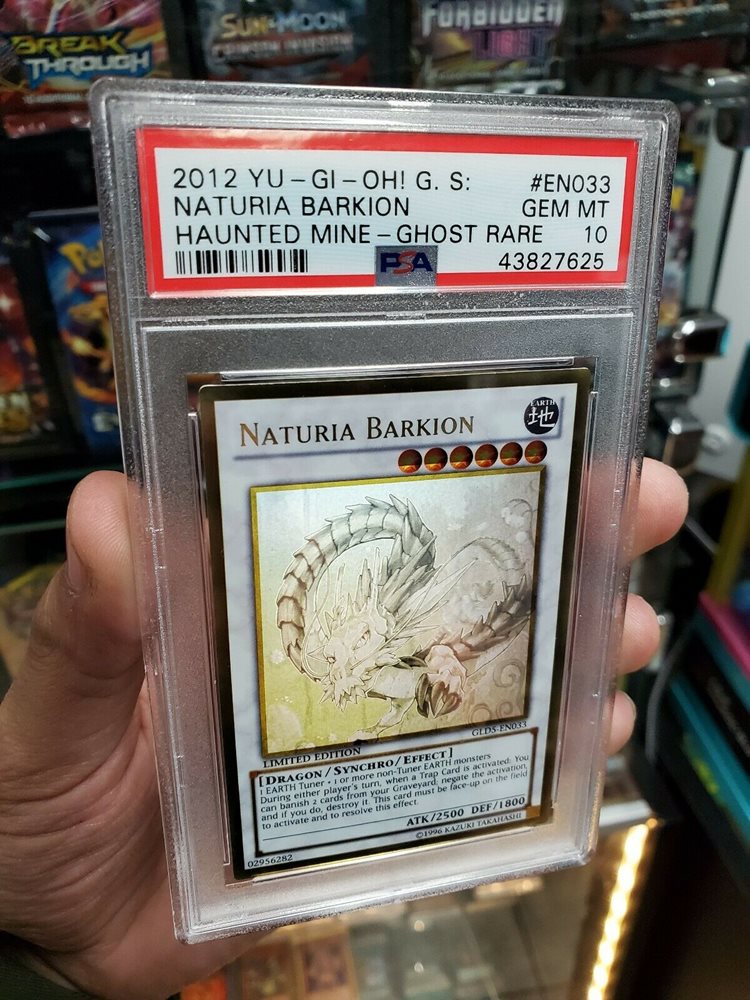 BREAK
THROUGH
SUN & MOON
CRIMSON INVASION
FORBIDDEN
LIGHT
2012 YU-GI-OH! G. S: #EN033
NATURIA BARKION GEM MT
HAUNTED MINE-GHOST RARE 10
PSA 43827625
NATURIA BARKION
EARTH
地
GLD5-EN033
LIMITED EDITION
[DRAGON/SYNCHRO/EFFECT]
1 EARTH Tuner + 1 or more non-Tuner EARTH monsters
During either player's turn, when a Trap Card is activated: You
can banish 2 cards from your Graveyard; negate the activation,
and if you do, destroy it. This card must be face-up on the field
to activate and to resolve this effect.
ATK/2500 DEF/1800
02956282
©1996 KAZUKI TAKAHASHI